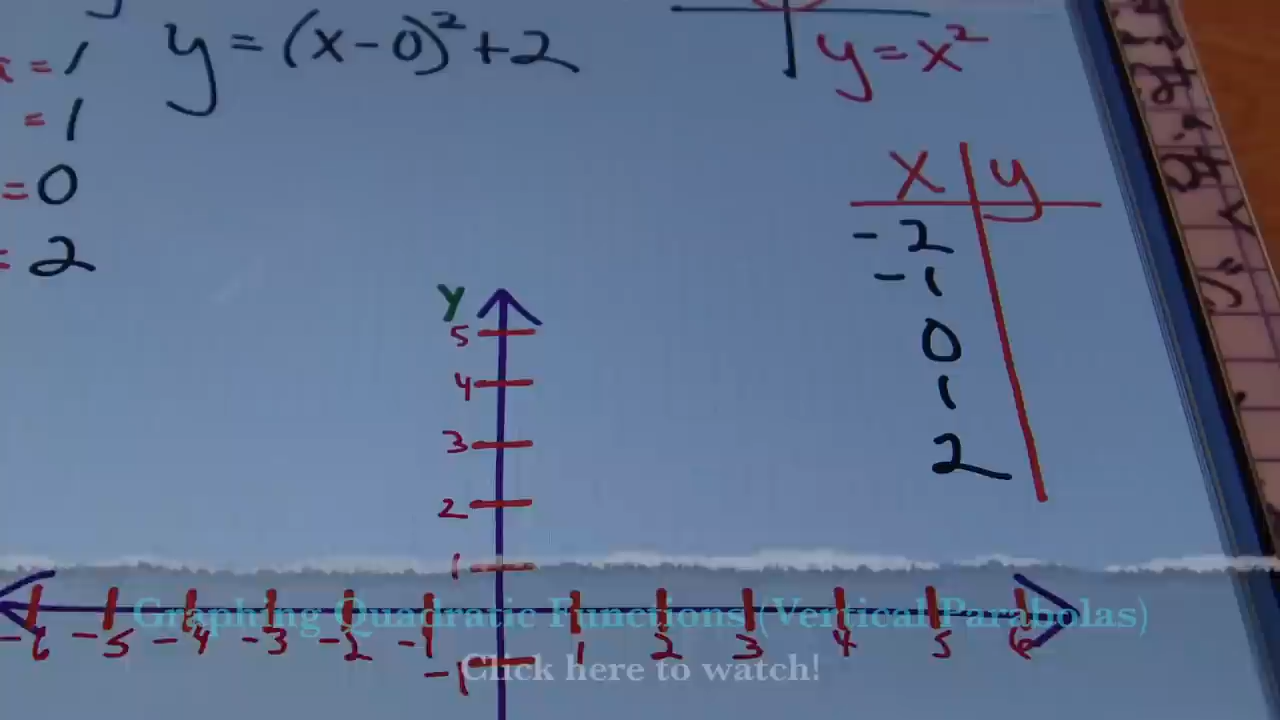 y = (x - 0)² + 2
= 1
= 1
= 0
= 2
y = x²
x y
-2
-1
0
1
2
Y
5
4
3
2
1
-5 -4 -3 -2 -1 1 2 3 4 5 6
-1
Graphing Quadratic Functions (Vertical Parabolas)
Click here to watch!